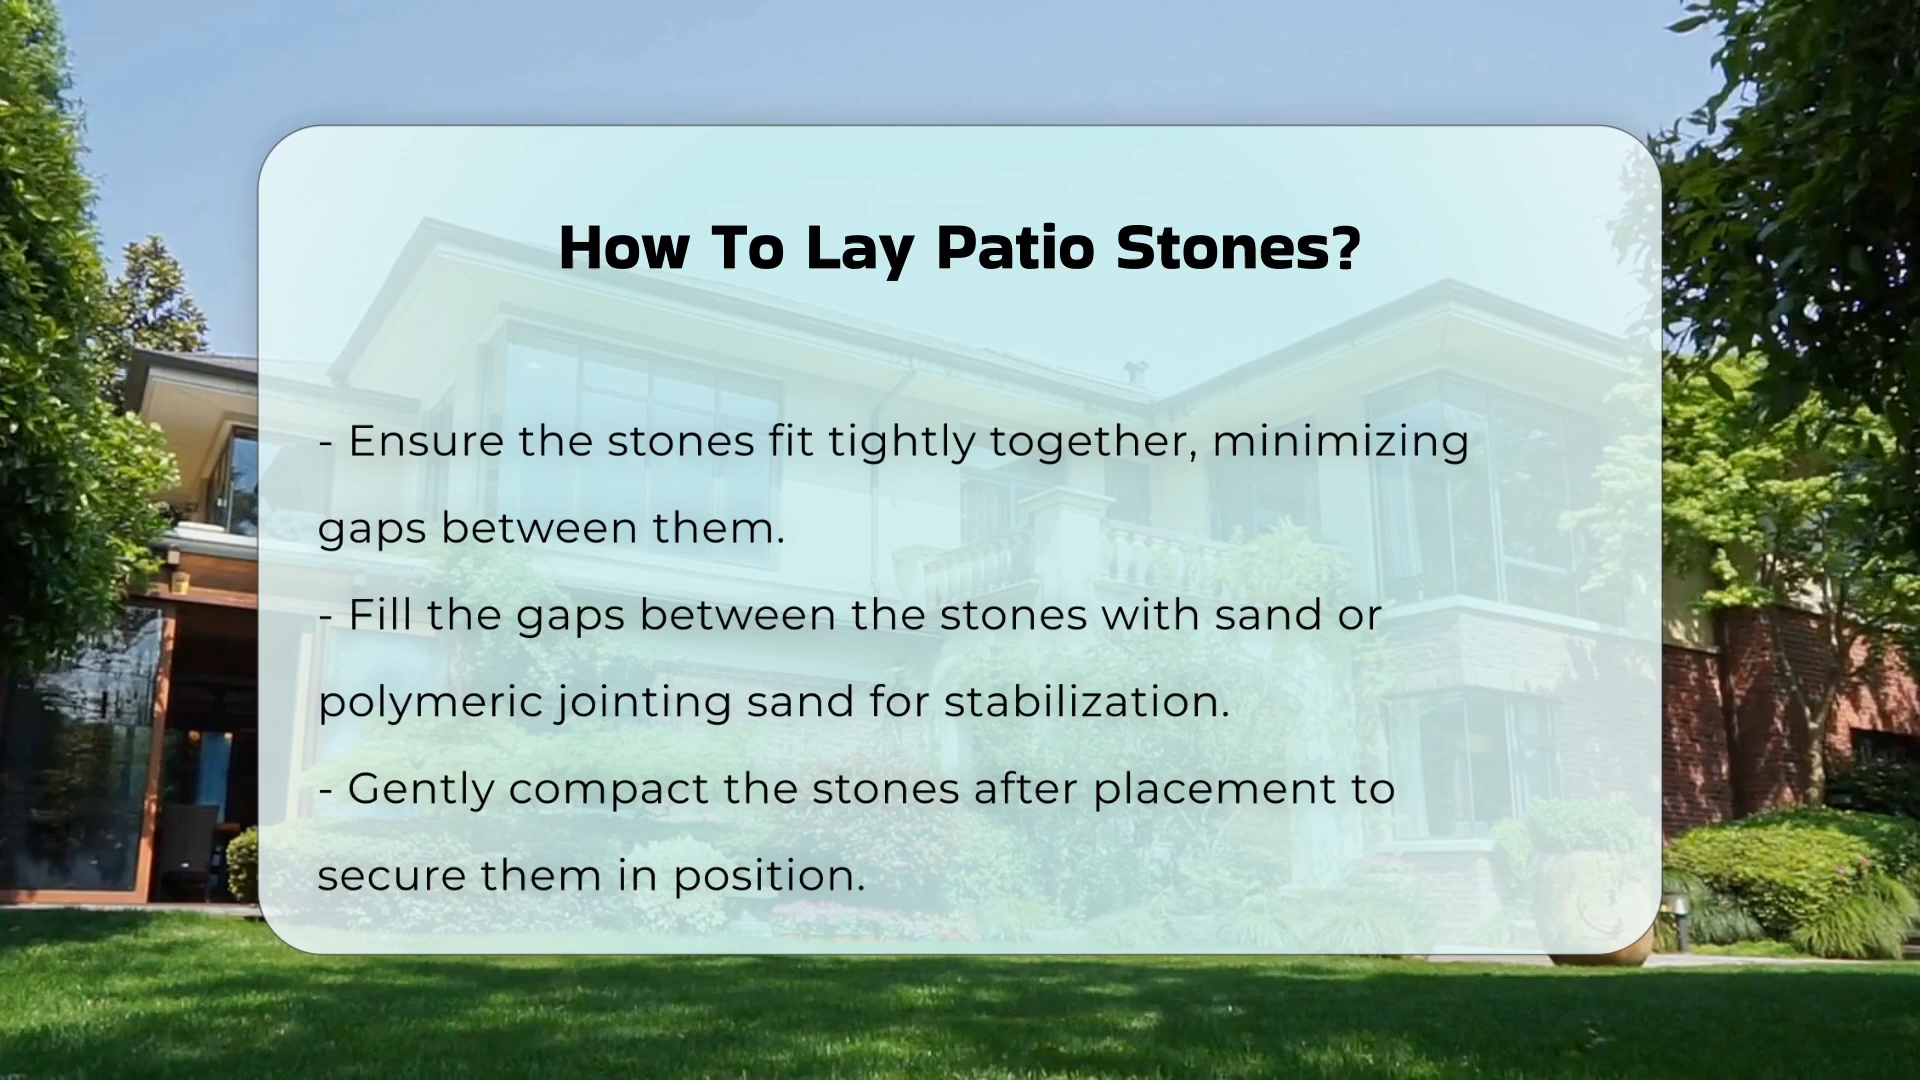 How To Lay Patio Stones?
- Ensure the stones fit tightly together, minimizing
gaps between them.
- Fill the gaps between the stones with sand or
polymeric jointing sand for stabilization.
- Gently compact the stones after placement to
secure them in position.